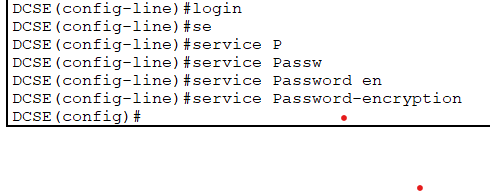 DCSE(config-line)#login
DCSE(config-line)#se
DCSE(config-line)#service P
DCSE(config-line)#service Passw
DCSE(config-line)#service Password en
DCSE(config-line)#service Password-encryption
DCSE(config)#